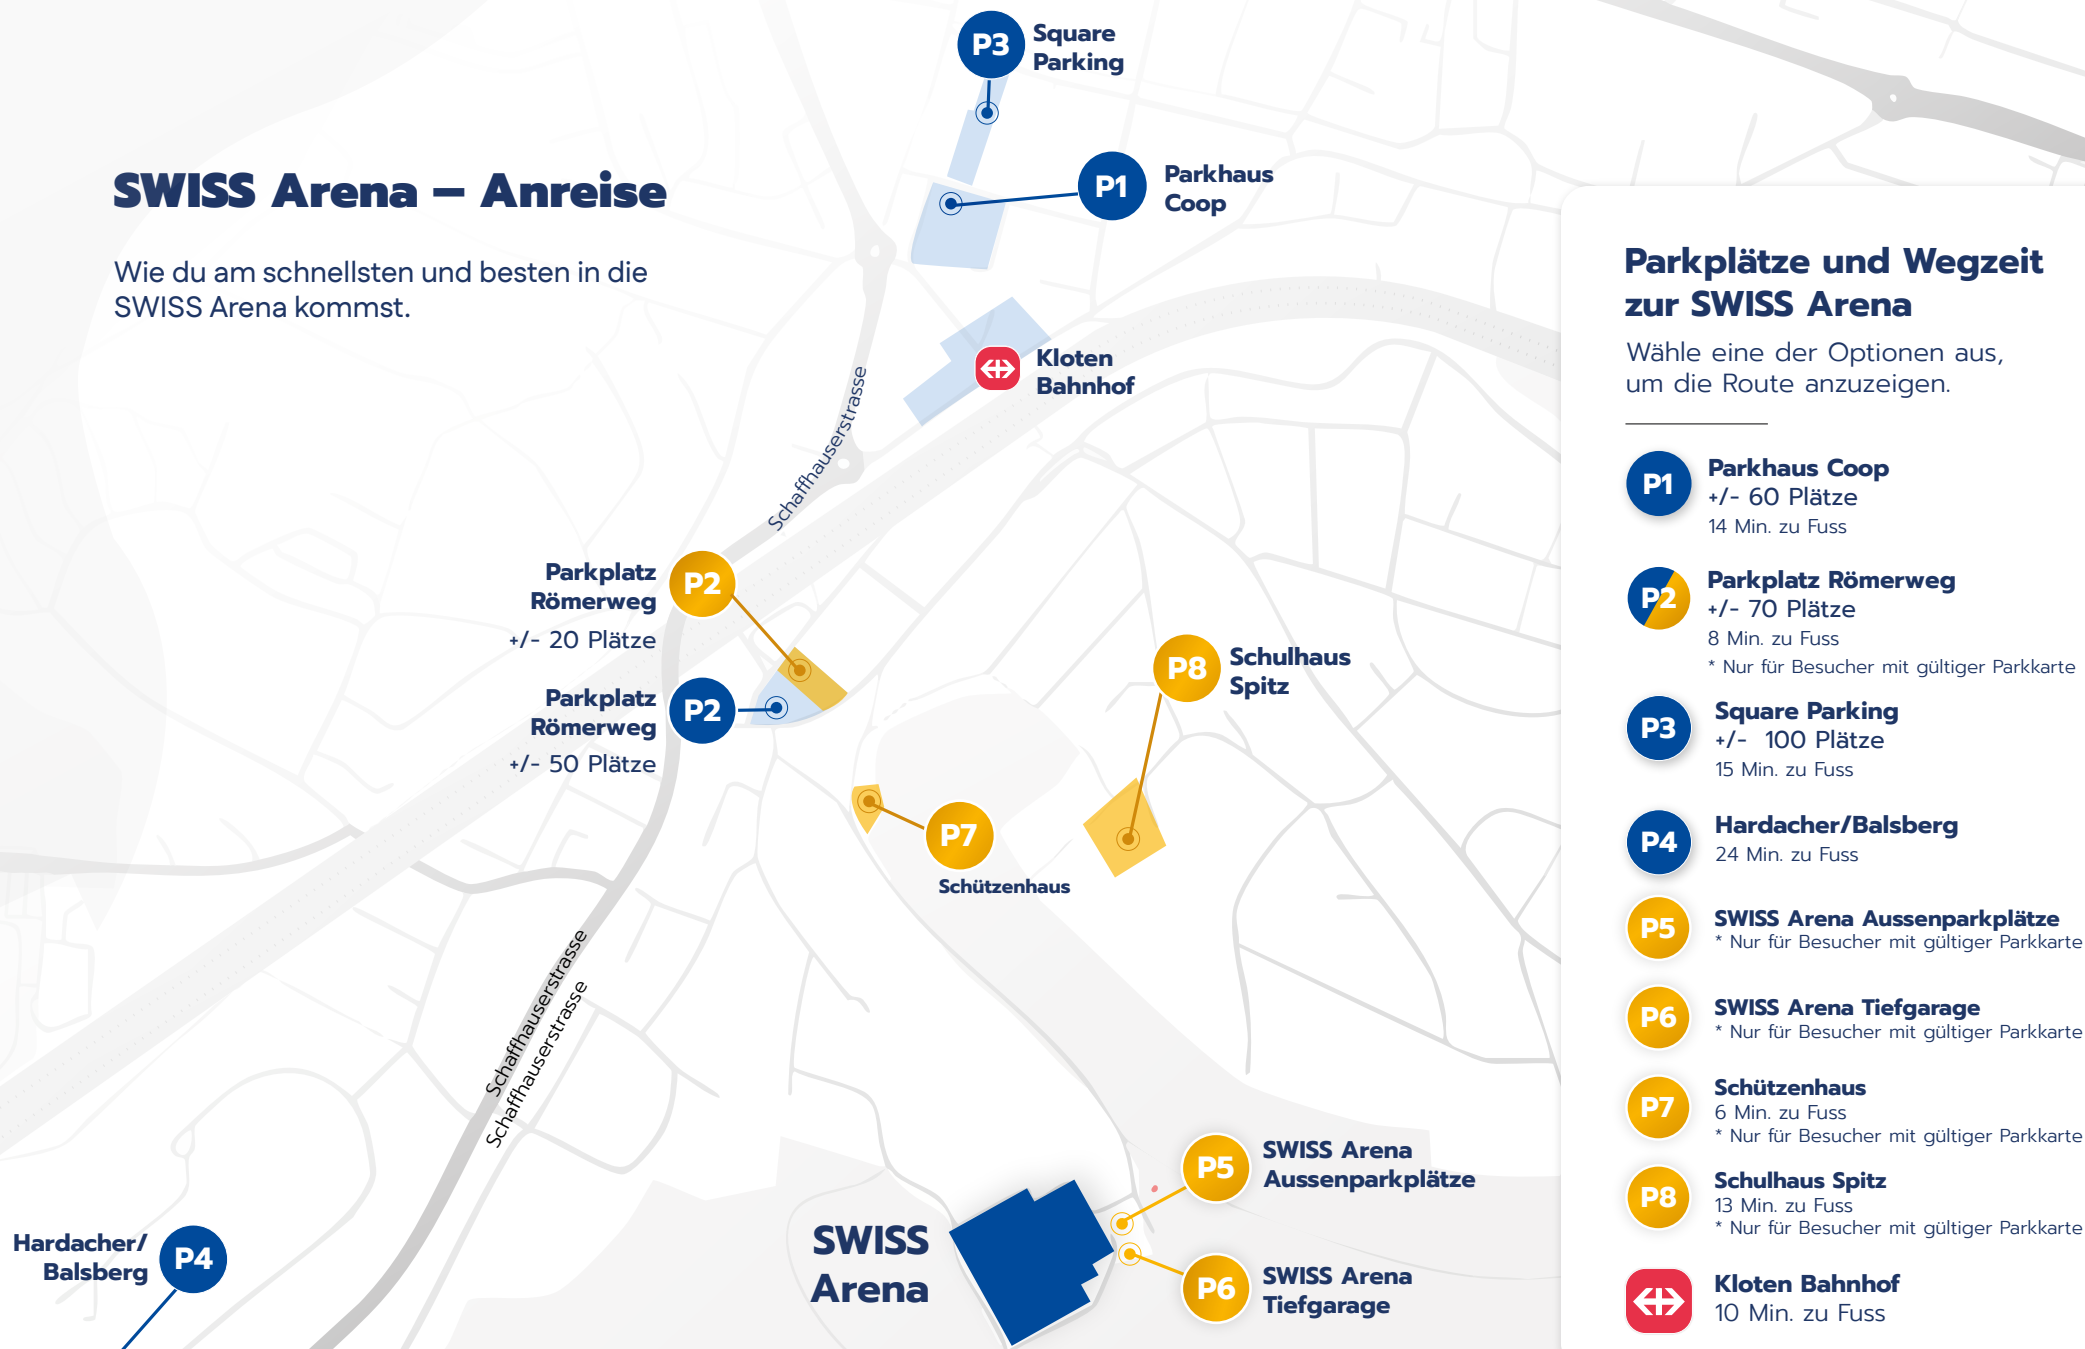 SWISS Arena – Anreise
Wie du am schnellsten und besten in die
SWISS Arena kommst.
P3
Square
Parking
P1
Parkhaus
Coop
Kloten
Bahnhof
Schaffhauserstrasse
P2
Parkplatz
Römerweg
+/- 20 Plätze
P2
Parkplatz
Römerweg
+/- 50 Plätze
P8
Schulhaus
Spitz
P7
Schützenhaus
Schaffhauserstrasse
Schaffhauserstrasse
P5
SWISS Arena
Aussenparkplätze
SWISS
Arena
P6
SWISS Arena
Tiefgarage
Hardacher/
Balsberg
P4
Parkplätze und Wegzeit
zur SWISS Arena
Wähle eine der Optionen aus,
um die Route anzuzeigen.
P1
Parkhaus Coop
+/- 60 Plätze
14 Min. zu Fuss
P2
Parkplatz Römerweg
+/- 70 Plätze
8 Min. zu Fuss
* Nur für Besucher mit gültiger Parkkarte
P3
Square Parking
+/- 100 Plätze
15 Min. zu Fuss
P4
Hardacher/Balsberg
24 Min. zu Fuss
P5
SWISS Arena Aussenparkplätze
* Nur für Besucher mit gültiger Parkkarte
P6
SWISS Arena Tiefgarage
* Nur für Besucher mit gültiger Parkkarte
P7
Schützenhaus
6 Min. zu Fuss
* Nur für Besucher mit gültiger Parkkarte
P8
Schulhaus Spitz
13 Min. zu Fuss
* Nur für Besucher mit gültiger Parkkarte
Kloten Bahnhof
10 Min. zu Fuss